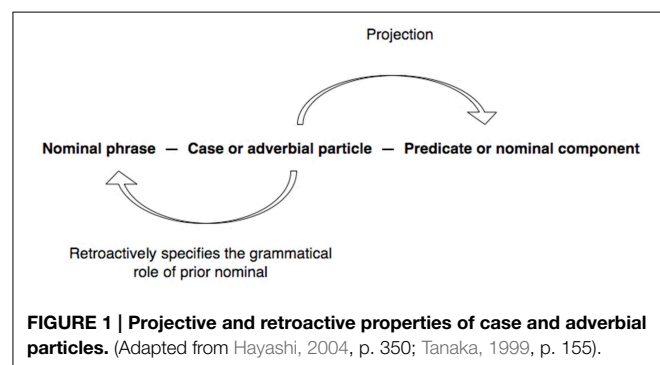 Projection
Nominal phrase — Case or adverbial particle — Predicate or nominal component
Retroactively specifies the grammatical
role of prior nominal
FIGURE 1 | Projective and retroactive properties of case and adverbial
particles. (Adapted from Hayashi, 2004, p. 350; Tanaka, 1999, p. 155).